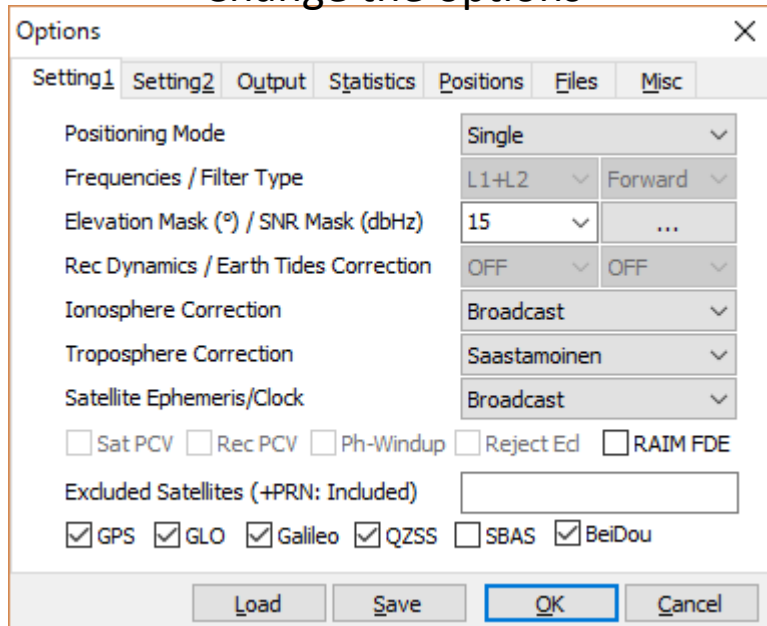 Change the options
Options
Setting1 Setting2 Output Statistics Positions Files Misc
Positioning Mode Single
Frequencies / Filter Type L1+L2 Forward
Elevation Mask (°) / SNR Mask (dbHz) 15 ...
Rec Dynamics / Earth Tides Correction OFF OFF
Ionosphere Correction Broadcast
Troposphere Correction Saastamoinen
Satellite Ephemeris/Clock Broadcast
Sat PCV Rec PCV Ph-Windup Reject Ecl RAIM FDE
Excluded Satellites (+PRN: Included)
GPS GLO Galileo QZSS SBAS BeiDou
Load Save OK Cancel